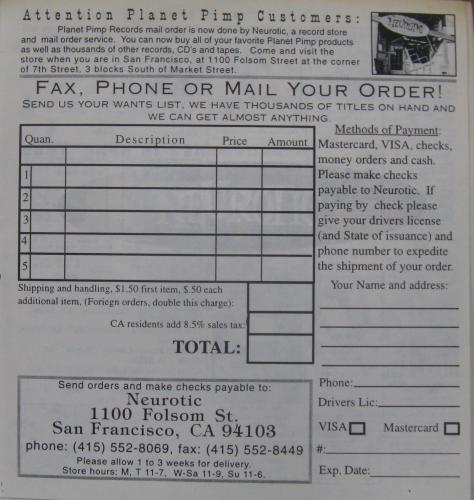 Attention Planet Pimp Customers:
Planet Pimp Records mail order is now done by Neurotic, a record store
and mail order service. You can now buy all of your favorite Planet Pimp products
as well as thousands of other records, CD's and tapes. Come and visit the
store when you are in San Francisco, at 1100 Folsom Street at the corner
of 7th Street, 3 blocks South of Market Street.
FAX, PHONE OR MAIL YOUR ORDER!
SEND US YOUR WANTS LIST, WE HAVE THOUSANDS OF TITLES ON HAND AND
WE CAN GET ALMOST ANYTHING.
Quan. Description Price Amount
1
2
3
4
5
Shipping and handling, $1.50 first item, $.50 each
additional item, (Foriegn orders, double this charge):
CA residents add 8.5% sales tax:
TOTAL:
Methods of Payment:
Mastercard, VISA, checks,
money orders and cash.
Please make checks
payable to Neurotic. If
paying by check please
give your drivers license
(and State of issuance) and
phone number to expedite
the shipment of your order.
Your Name and address:
Phone:
Drivers Lic:
VISA Mastercard
#:
Exp. Date:
Send orders and make checks payable to:
Neurotic
1100 Folsom St.
San Francisco, CA 94103
phone: (415) 552-8069, fax: (415) 552-8449
Please allow 1 to 3 weeks for delivery.
Store hours: M, T 11-7, W-Sa 11-9, Su 11-6.